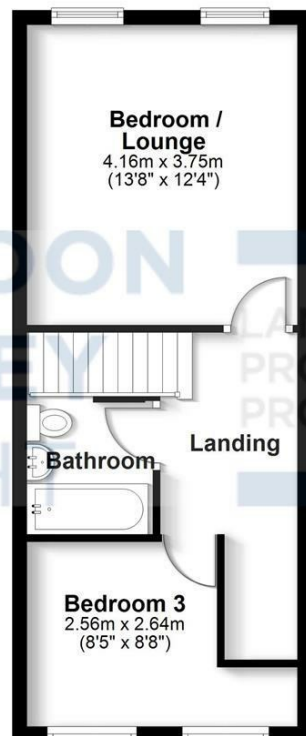 Bedroom /
Lounge
4.16m x 3.75m
(13'8" x 12'4")
Landing
Bathroom
Bedroom 3
2.56m x 2.64m
(8'5" x 8'8")